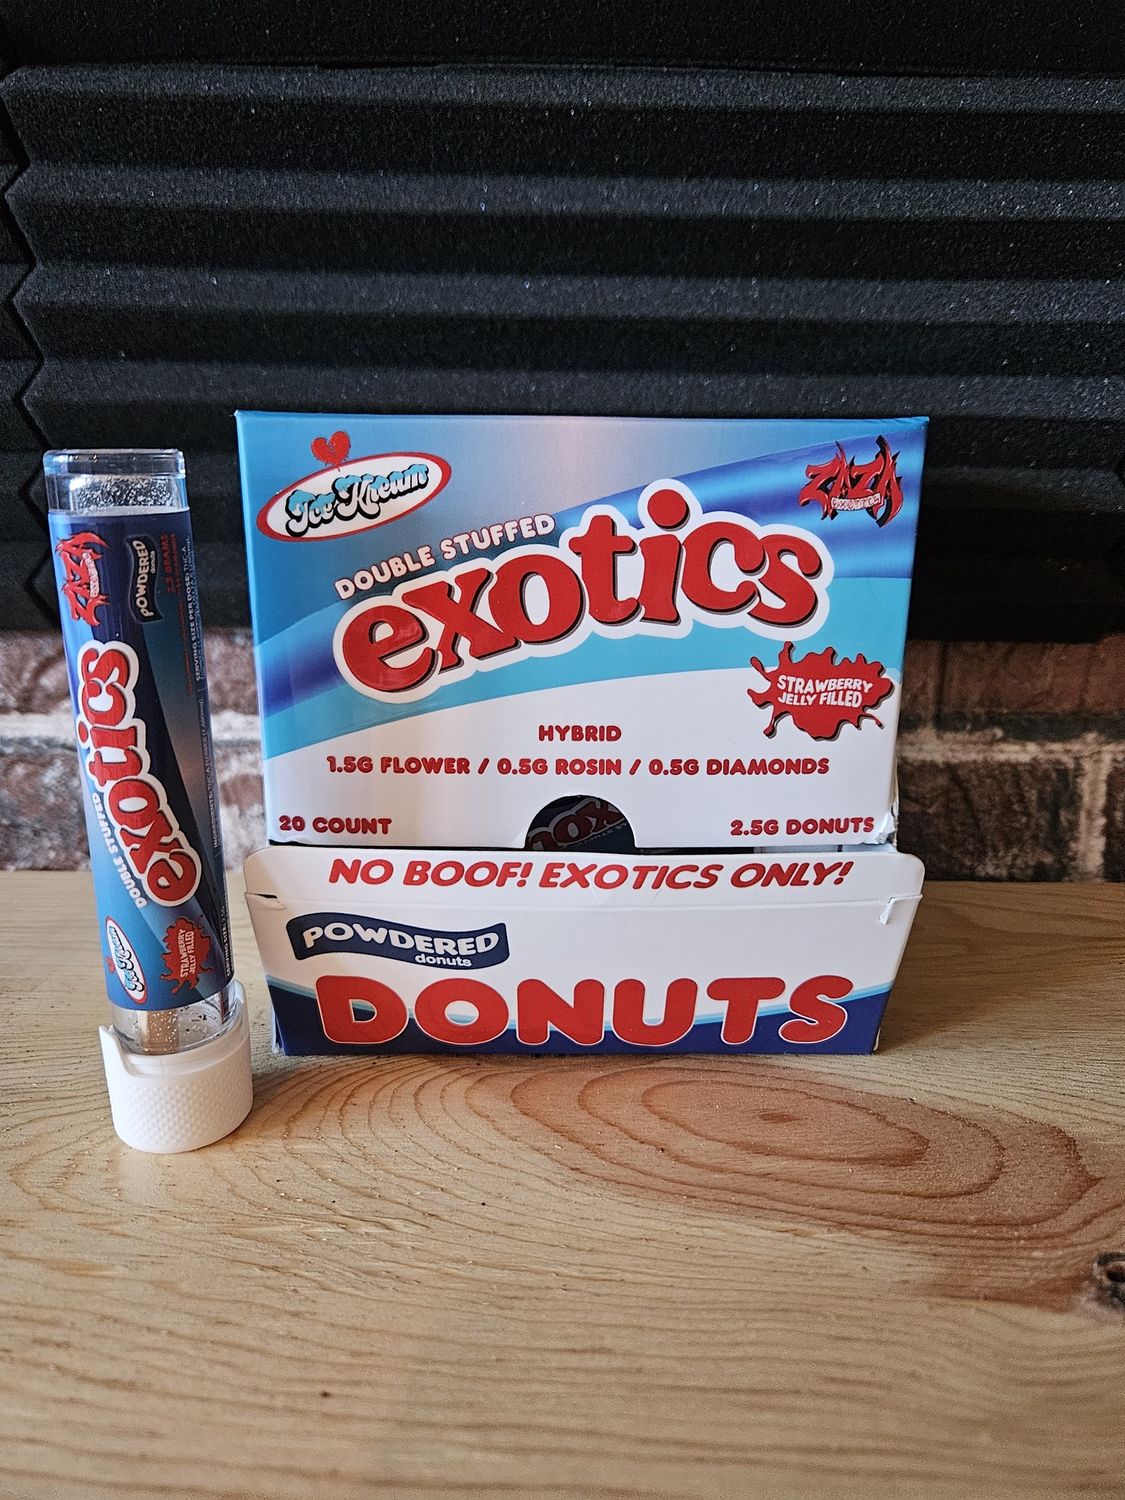 Ice Kream
ZAZA
EXOTICS
DOUBLE STUFFED
exotics
STRAWBERRY
JELLY FILLED
HYBRID
1.5G FLOWER / 0.5G ROSIN / 0.5G DIAMONDS
20 COUNT
2.5G DONUTS
NO BOOF! EXOTICS ONLY!
POWDERED
donuts
DONUTS
ZAZA
POWDERED
donuts
DOUBLE STUFFED
exotics
Ice Kream
STRAWBERRY
JELLY FILLED